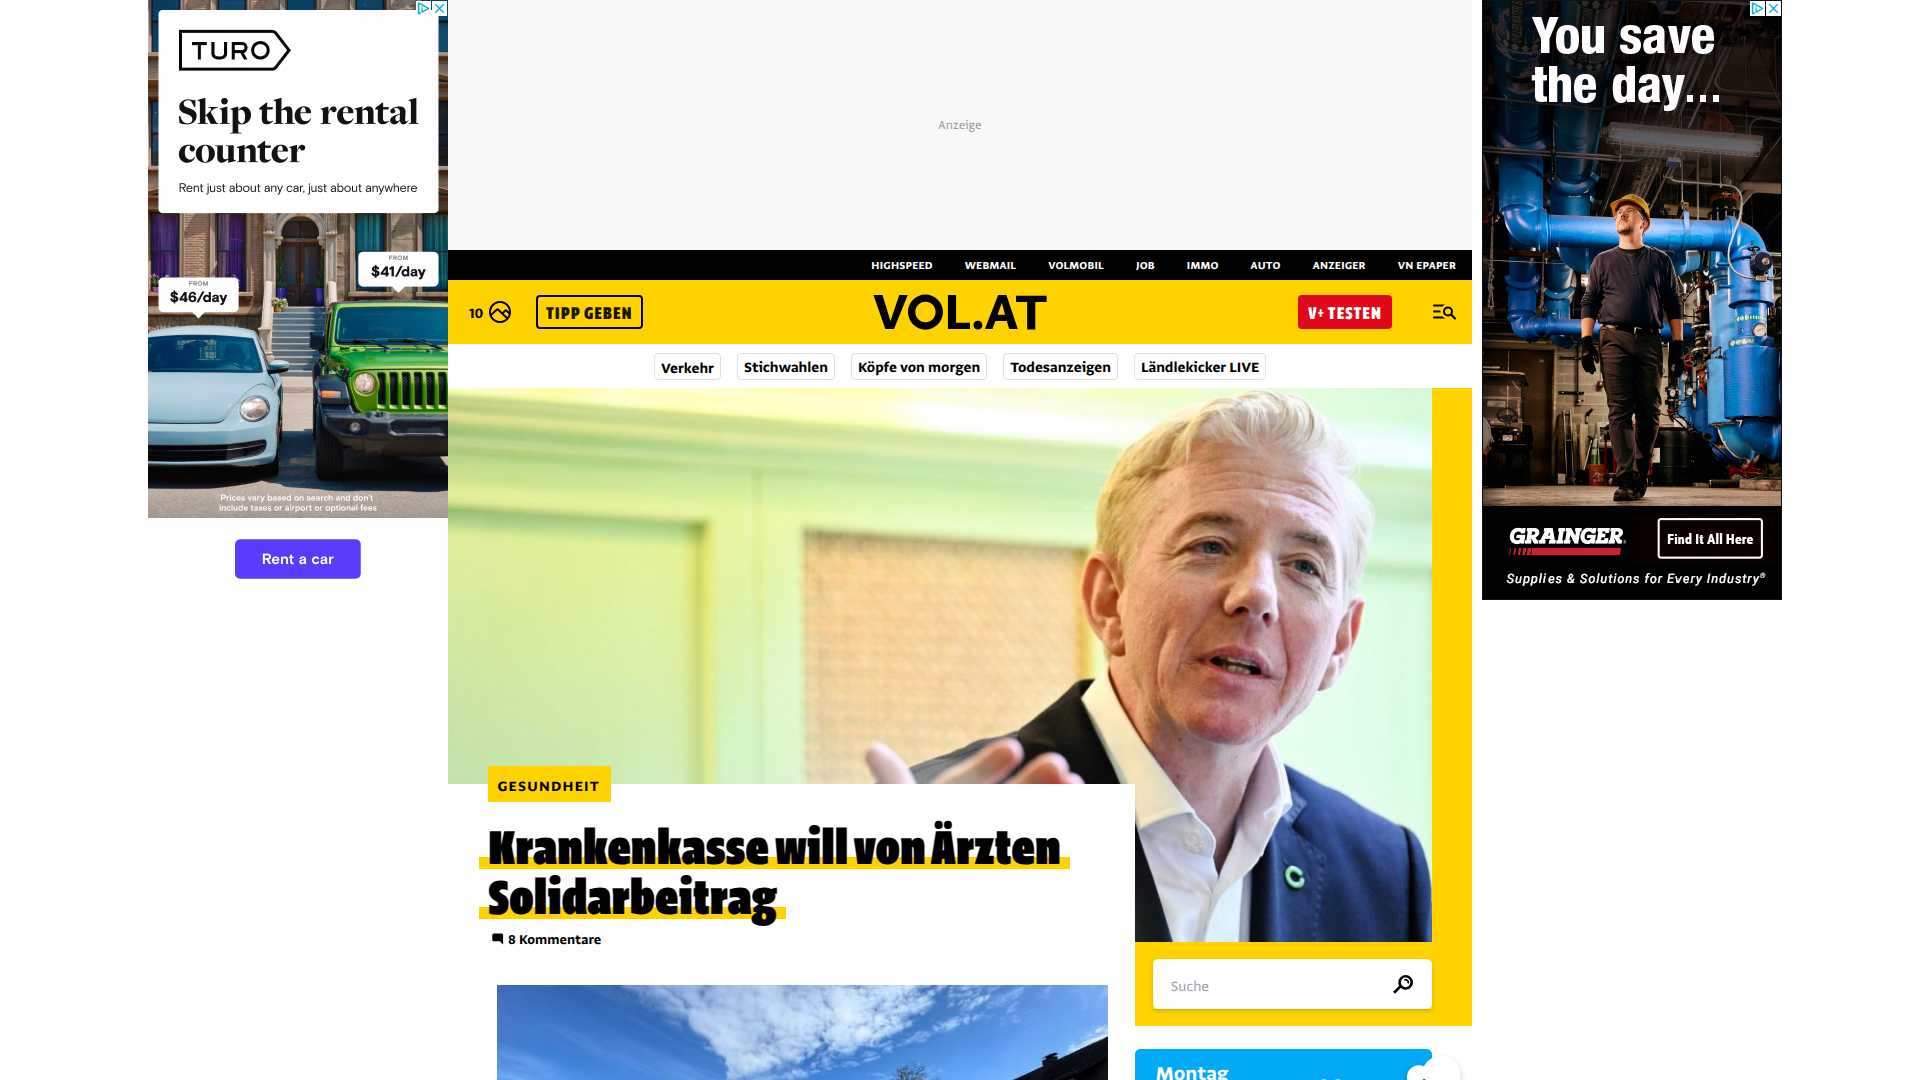 TURO
Skip the rental
counter
Rent just about any car, just about anywhere
FROM
$41/day
FROM
$46/day
Prices vary based on search and don't
include taxes or airport or optional fees
Rent a car
Anzeige
HIGHSPEED WEBMAIL VOLMOBIL JOB IMMO AUTO ANZEIGER VN EPAPER
10 TIPP GEBEN VOL.AT V+ TESTEN
Verkehr Stichwahlen Köpfe von morgen Todesanzeigen Ländlekicker LIVE
GESUNDHEIT
Krankenkasse will von Ärzten
Solidarbeitrag
8 Kommentare
Suche
Montag
You save
the day...
GRAINGER
Find It All Here
Supplies & Solutions for Every Industry®